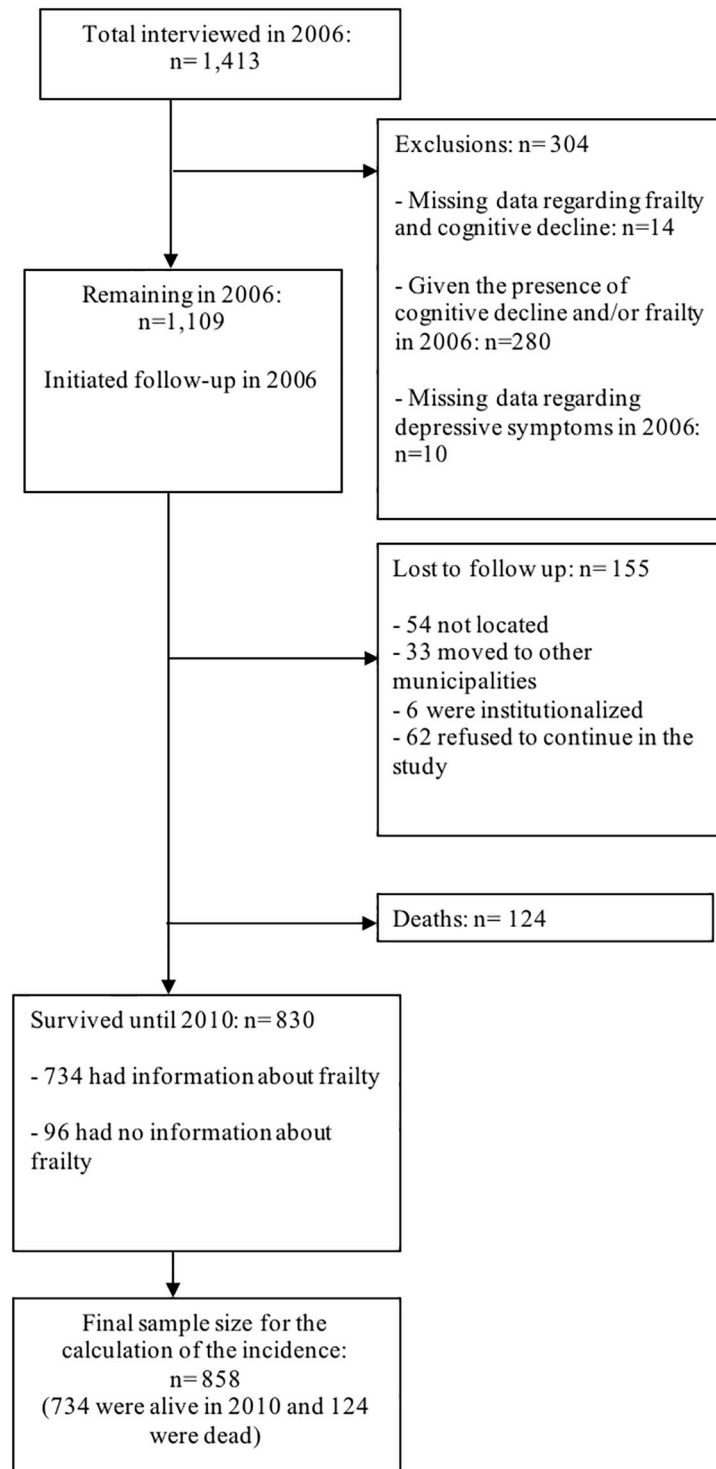 Total interviewed in 2006:
n= 1,413
Exclusions: n= 304
- Missing data regarding frailty
and cognitive decline: n=14
- Given the presence of
cognitive decline and/or frailty
in 2006: n=280
- Missing data regarding
depressive symptoms in 2006:
n=10
Remaining in 2006:
n=1,109
Initiated follow-up in 2006
Lost to follow up: n= 155
- 54 not located
- 33 moved to other
municipalities
- 6 were institutionalized
- 62 refused to continue in the
study
Deaths: n= 124
Survived until 2010: n= 830
- 734 had information about frailty
- 96 had no information about
frailty
Final sample size for the
calculation of the incidence:
n= 858
(734 were alive in 2010 and 124
were dead)